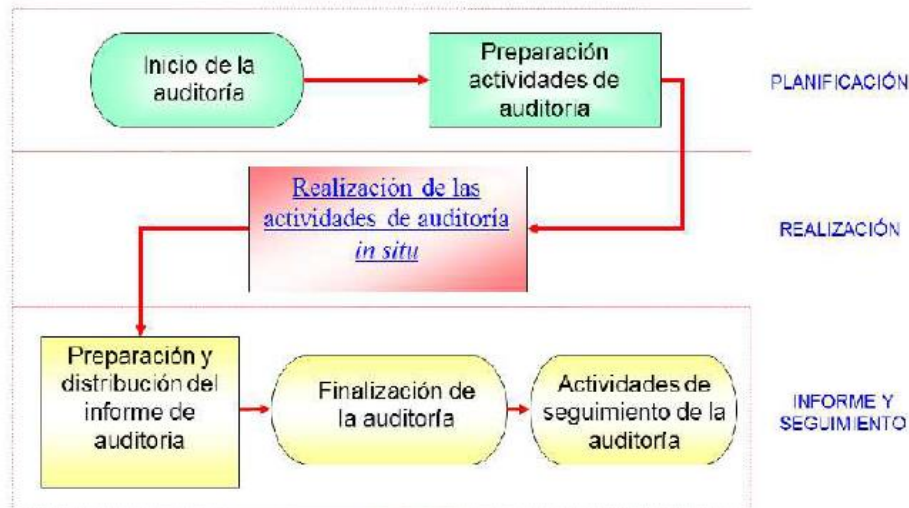 Inicio de la
auditoría
Preparación
actividades de
auditoria
PLANIFICACIÓN
Realización de las
actividades de auditoría
in situ
REALIZACIÓN
Preparación y
distribución del
informe de
auditoria
Finalización de
la auditoría
Actividades de
seguimiento de la
auditoría
INFORME Y
SEGUIMIENTO